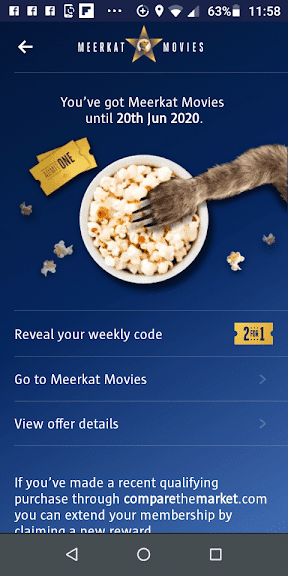 63% 11:58
MEERKAT MOVIES
You've got Meerkat Movies
until 20th Jun 2020.
ADMIT ONE
Reveal your weekly code
2 FOR 1
Go to Meerkat Movies
View offer details
If you've made a recent qualifying
purchase through comparethemarket.com
you can extend your membership by
claiming a new reward